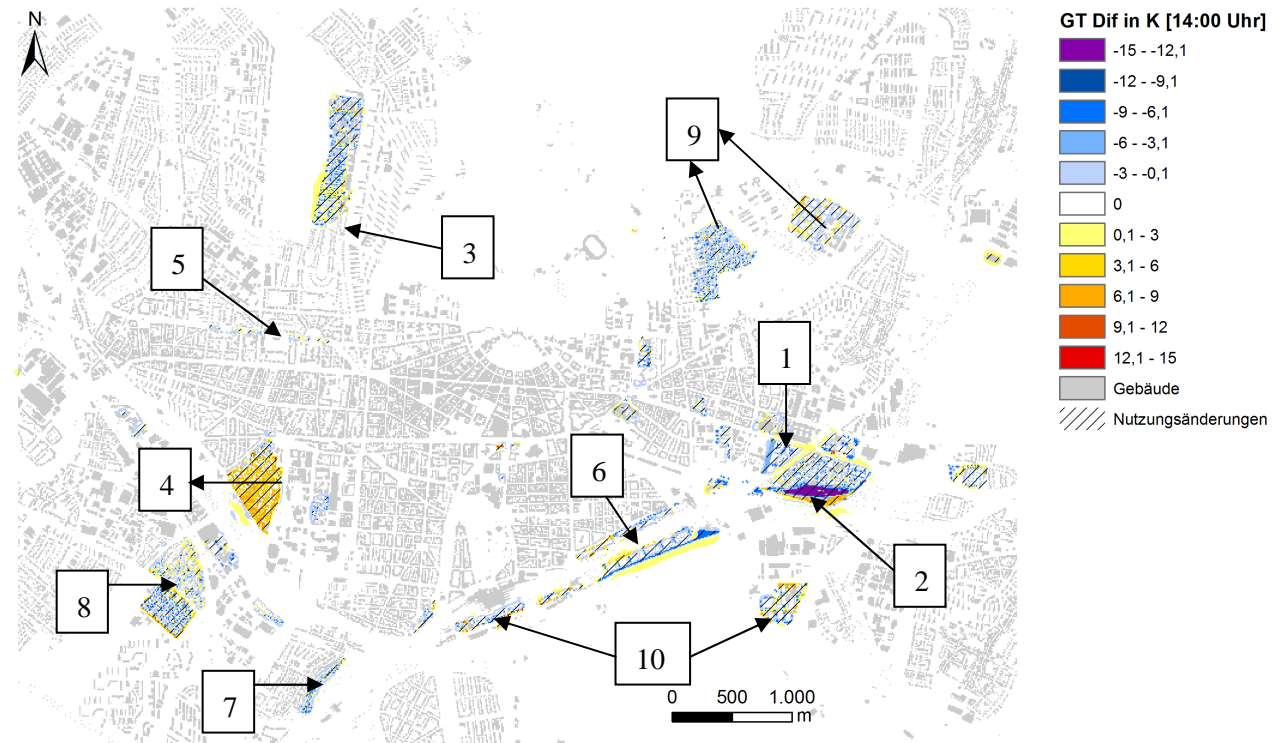 N
GT Dif in K [14:00 Uhr]
-15 - -12,1
-12 - -9,1
-9 - -6,1
-6 - -3,1
-3 - -0,1
0
0,1 - 3
3,1 - 6
6,1 - 9
9,1 - 12
12,1 - 15
Gebäude
Nutzungsänderungen
9
3
5
1
6
4
2
8
10
7
0 500 1.000
m